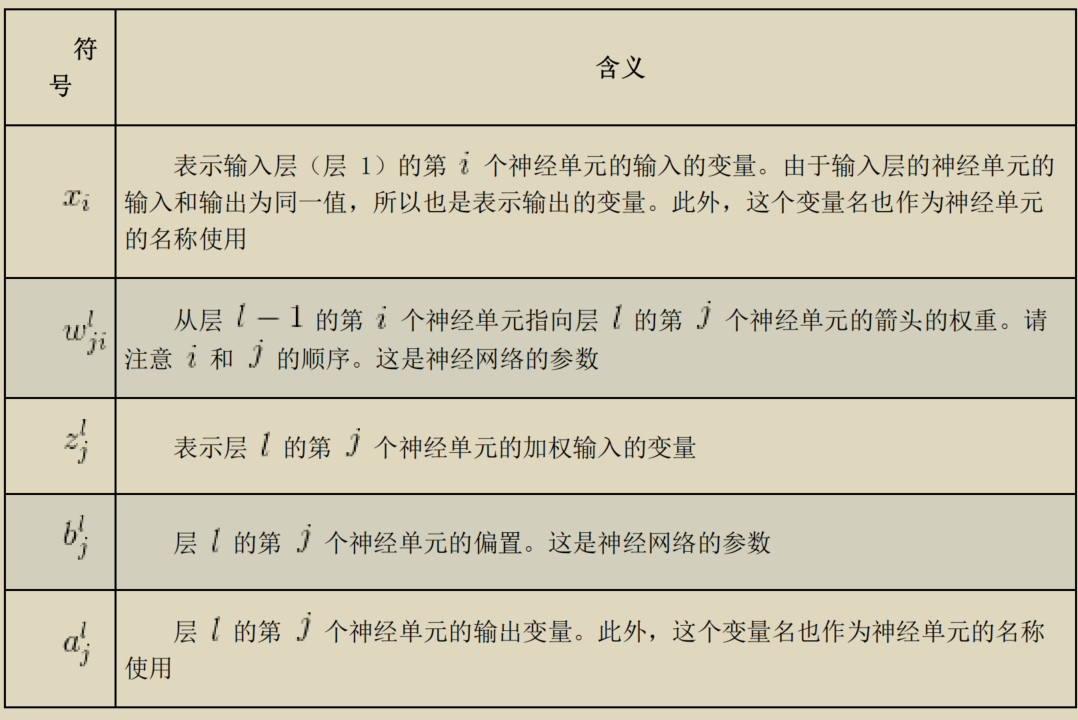 符
号
含义
x_i
表示输入层（层 1）的第 i 个神经单元的输入的变量。由于输入层的神经单元的
输入和输出为同一值，所以也是表示输出的变量。此外，这个变量名也作为神经单元
的名称使用
w_{ji}^l
从层 l − 1 的第 i 个神经单元指向层 l 的第 j 个神经单元的箭头的权重。请
注意 i 和 j 的顺序。这是神经网络的参数
z_j^l
表示层 l 的第 j 个神经单元的加权输入的变量
b_j^l
层 l 的第 j 个神经单元的偏置。这是神经网络的参数
a_j^l
层 l 的第 j 个神经单元的输出变量。此外，这个变量名也作为神经单元的名称
使用